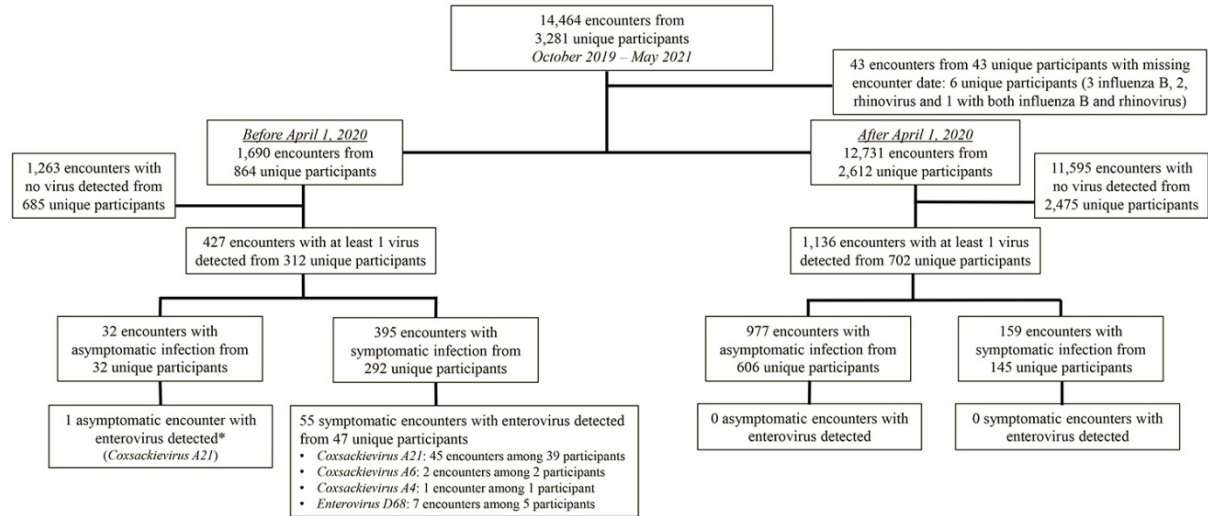 14,464 encounters from
3,281 unique participants
October 2019 – May 2021
43 encounters from 43 unique participants with missing
encounter date: 6 unique participants (3 influenza B, 2,
rhinovirus and 1 with both influenza B and rhinovirus)
Before April 1, 2020
1,690 encounters from
864 unique participants
After April 1, 2020
12,731 encounters from
2,612 unique participants
1,263 encounters with
no virus detected from
685 unique participants
11,595 encounters with
no virus detected from
2,475 unique participants
427 encounters with at least 1 virus
detected from 312 unique participants
1,136 encounters with at least 1 virus
detected from 702 unique participants
32 encounters with
asymptomatic infection from
32 unique participants
395 encounters with
symptomatic infection from
292 unique participants
977 encounters with
asymptomatic infection from
606 unique participants
159 encounters with
symptomatic infection from
145 unique participants
1 asymptomatic encounter with
enterovirus detected*
(Coxsackievirus A21)
55 symptomatic encounters with enterovirus detected
from 47 unique participants
• Coxsackievirus A21: 45 encounters among 39 participants
• Coxsackievirus A6: 2 encounters among 2 participants
• Coxsackievirus A4: 1 encounter among 1 participant
• Enterovirus D68: 7 encounters among 5 participants
0 asymptomatic encounters with
enterovirus detected
0 symptomatic encounters with
enterovirus detected